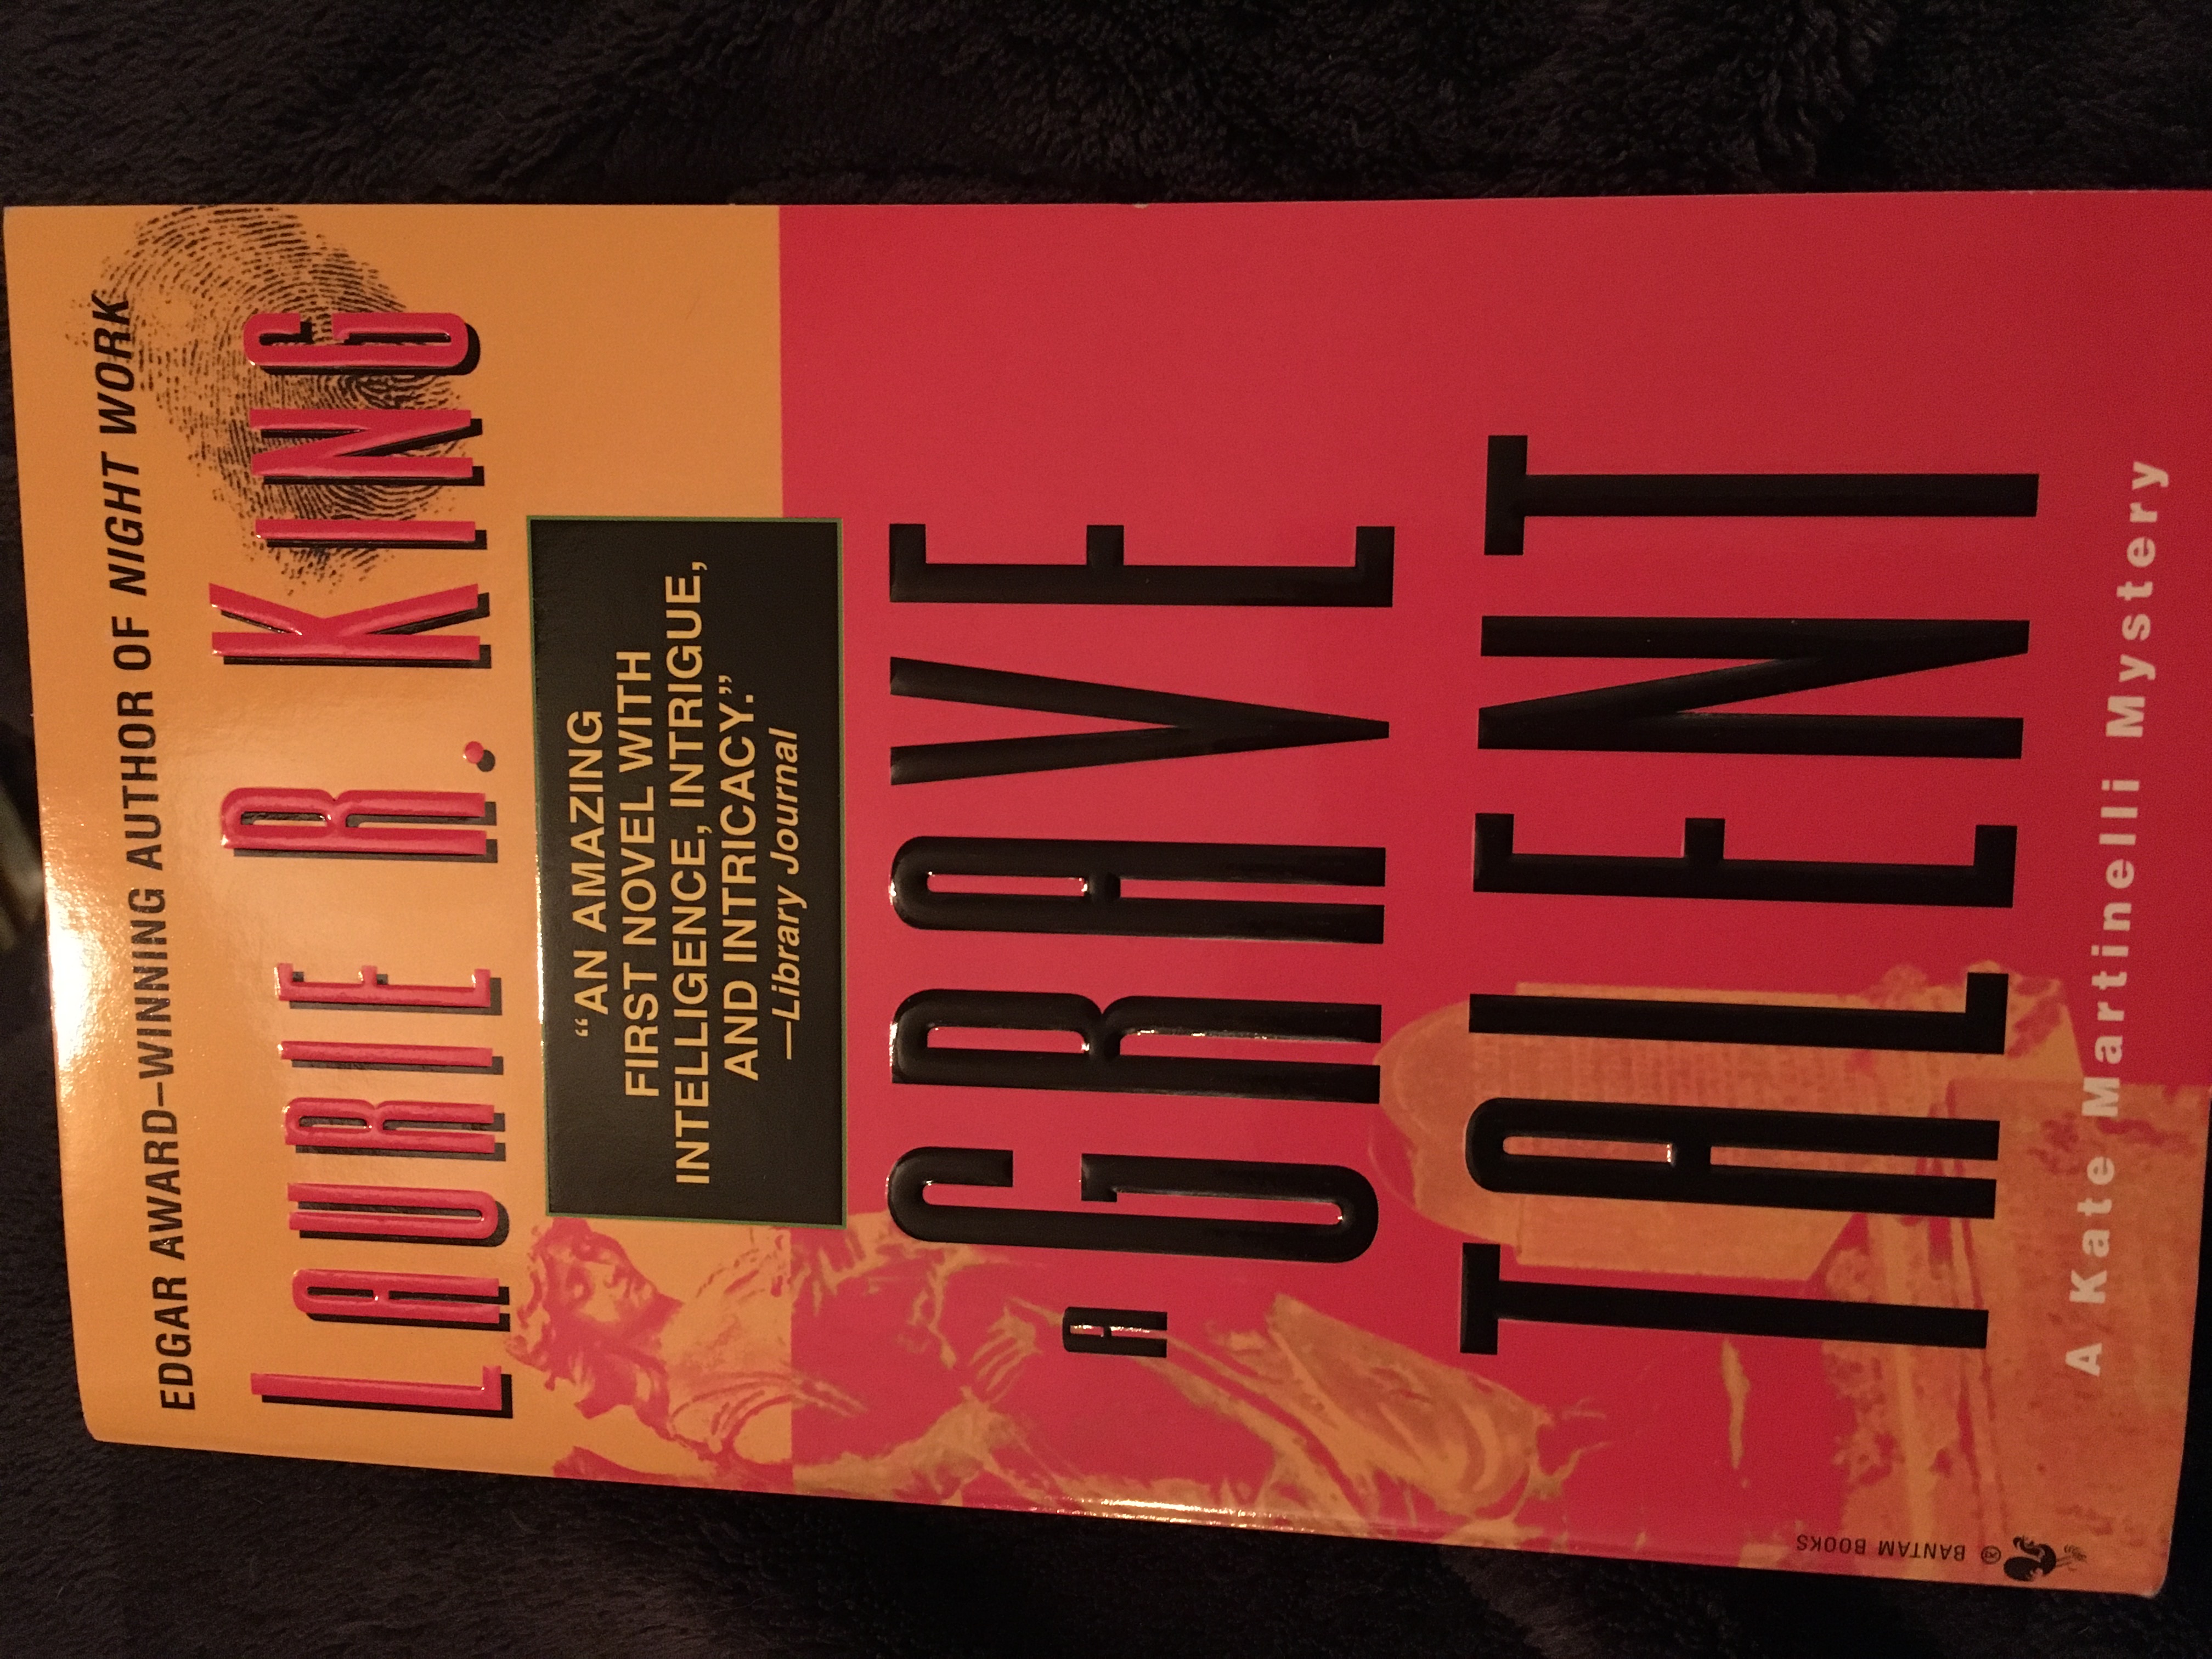 EDGAR AWARD–WINNING AUTHOR OF NIGHT WORK
LAURIE R. KING
“AN AMAZING
FIRST NOVEL WITH
INTELLIGENCE, INTRIGUE,
AND INTRICACY.”
—Library Journal
A GRAVE
TALENT
A Kate Martinelli Mystery
® BANTAM BOOKS